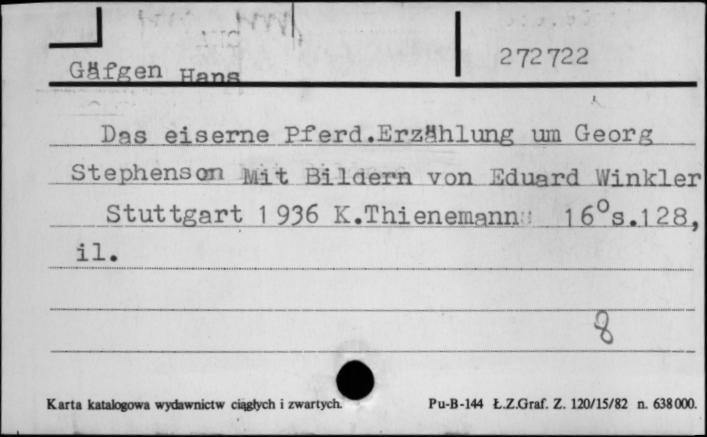 272722
Gäfgen Hans
Das eiserne Pferd.Erzählung um Georg
Stephenson Mit Bildern von Eduard Winkler
Stuttgart 1936 K.Thienemann 16°s.128,
il.
8
Karta katalogowa wydawnictw ciągłych i zwartych. Pu-B-144 Ł.Z.Graf. Z. 120/15/82 n. 638000.